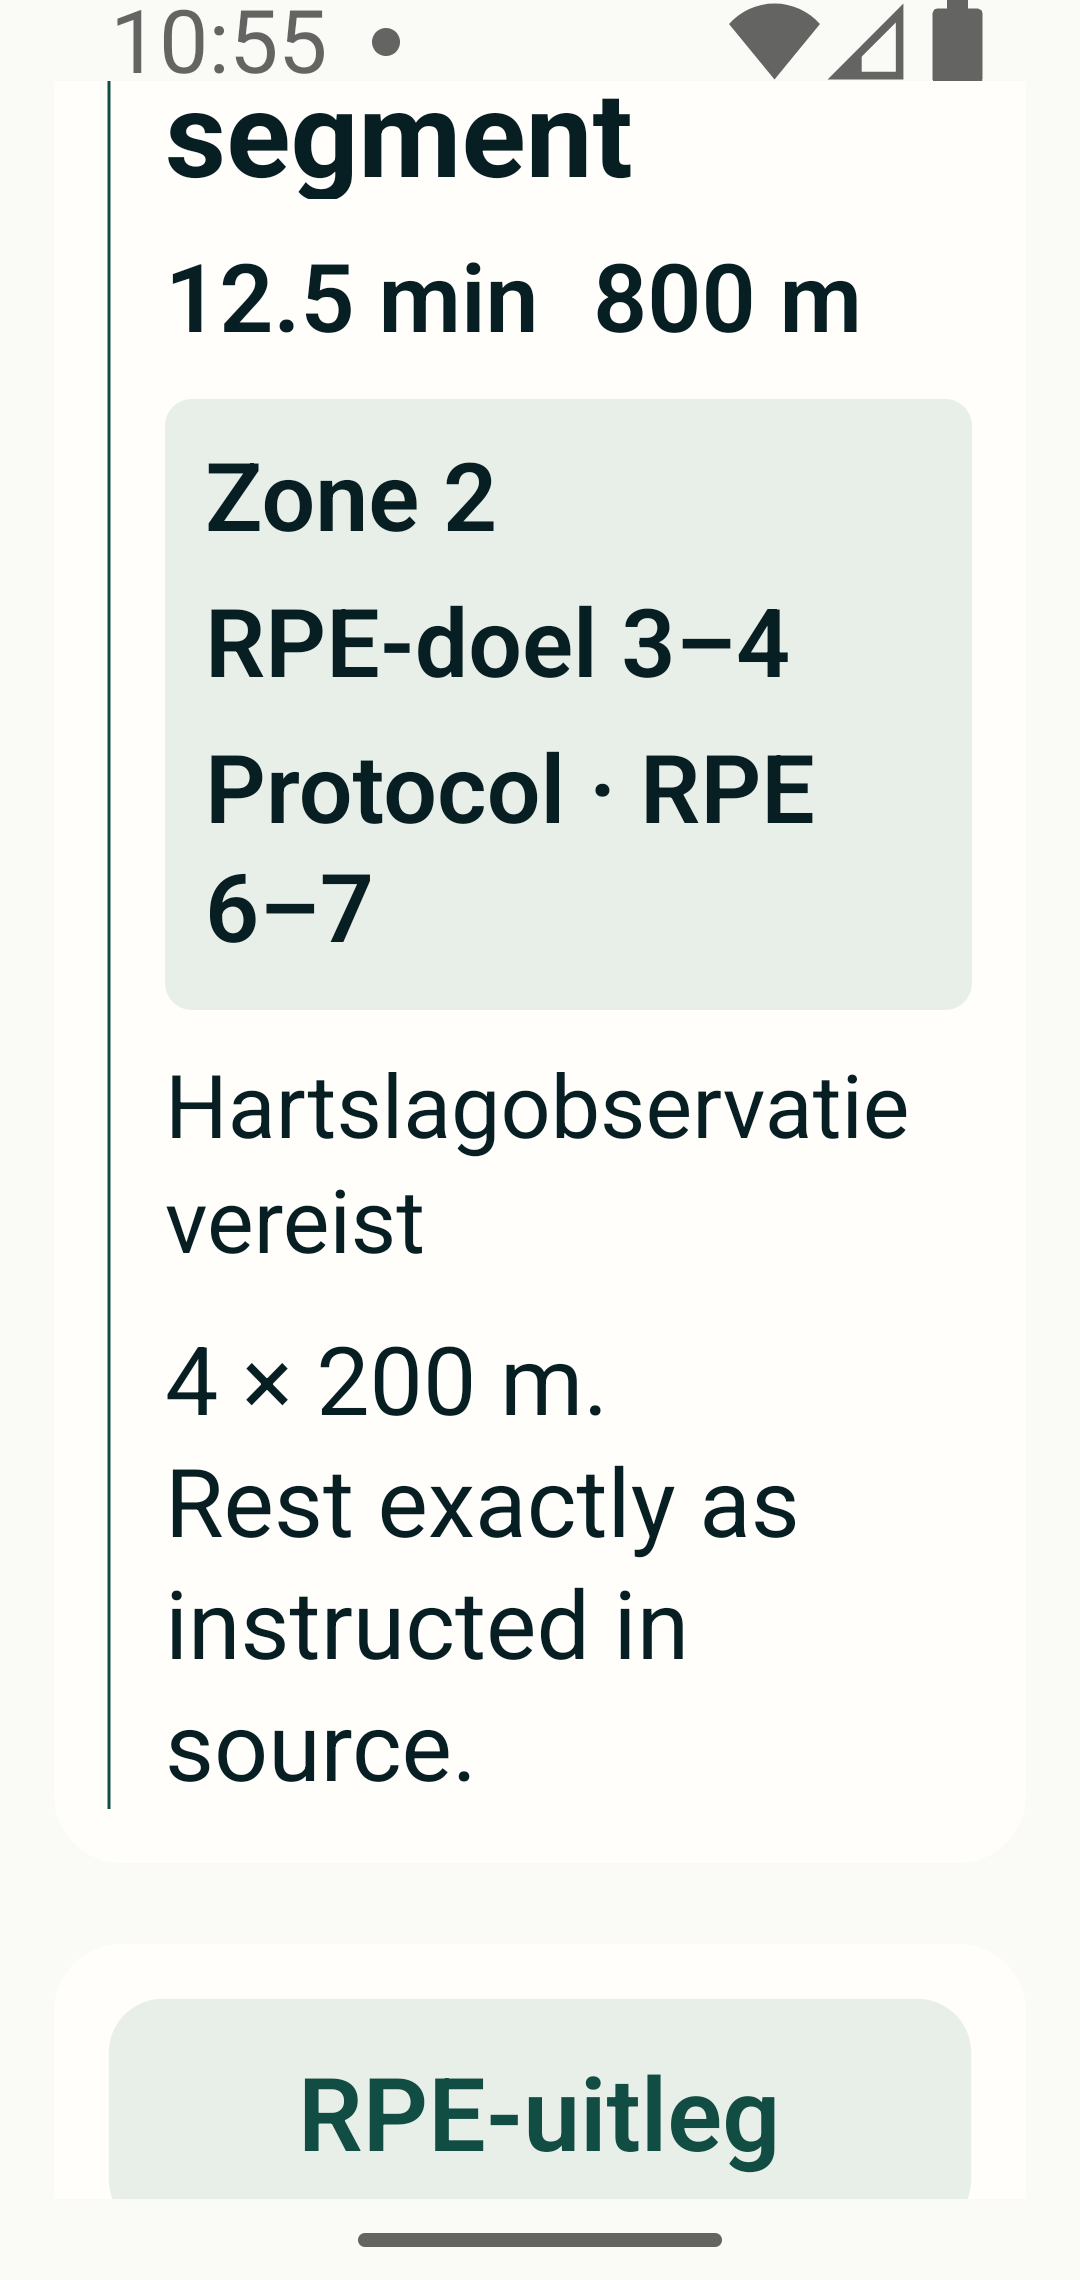 10:55
segment
12.5 min 800 m
Zone 2
RPE-doel 3–4
Protocol · RPE
6–7
Hartslagobservatie
vereist
4 × 200 m.
Rest exactly as
instructed in
source.
RPE-uitleg